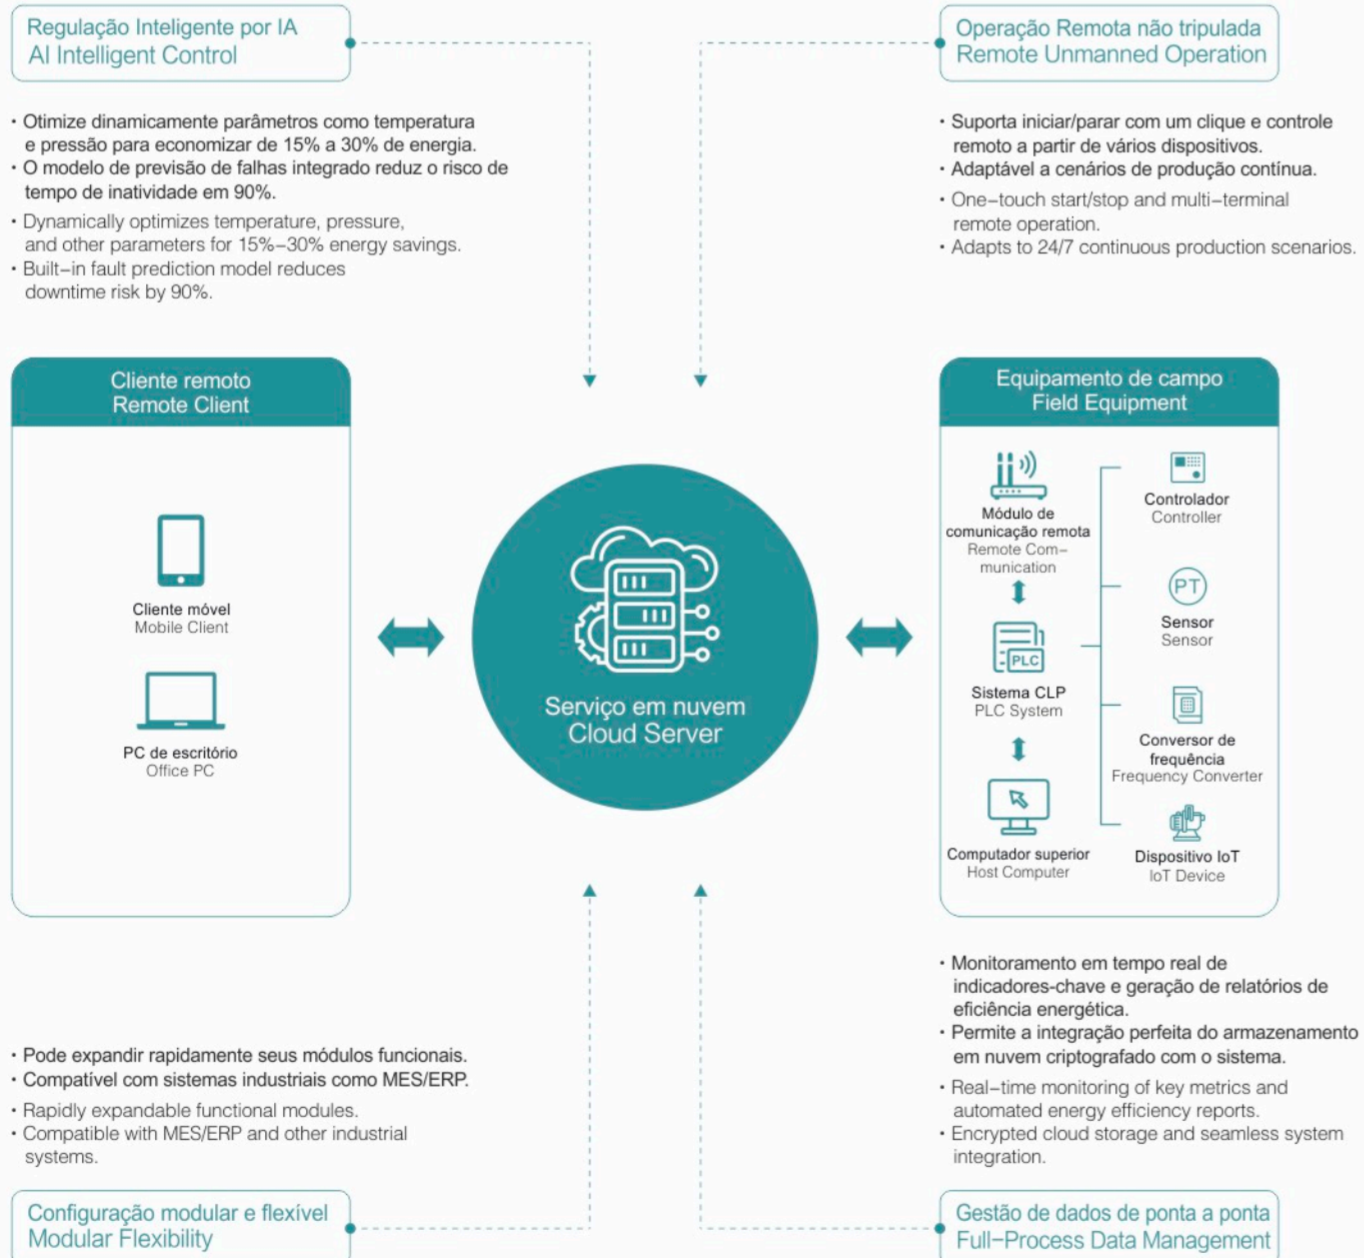 Regulação Inteligente por IA
AI Intelligent Control
• Otimize dinamicamente parâmetros como temperatura
e pressão para economizar de 15% a 30% de energia.
• O modelo de previsão de falhas integrado reduz o risco de
tempo de inatividade em 90%.
• Dynamically optimizes temperature, pressure,
and other parameters for 15%–30% energy savings.
• Built–in fault prediction model reduces
downtime risk by 90%.
Operação Remota não tripulada
Remote Unmanned Operation
• Suporta iniciar/parar com um clique e controle
remoto a partir de vários dispositivos.
• Adaptável a cenários de produção contínua.
• One–touch start/stop and multi–terminal
remote operation.
• Adapts to 24/7 continuous production scenarios.
Cliente remoto
Remote Client
Cliente móvel
Mobile Client
PC de escritório
Office PC
Serviço em nuvem
Cloud Server
Equipamento de campo
Field Equipment
Módulo de
comunicação remota
Remote Com–
munication
PLC
Sistema CLP
PLC System
Computador superior
Host Computer
Controlador
Controller
PT
Sensor
Sensor
Conversor de
frequência
Frequency Converter
Dispositivo IoT
IoT Device
• Pode expandir rapidamente seus módulos funcionais.
• Compatível com sistemas industriais como MES/ERP.
• Rapidly expandable functional modules.
• Compatible with MES/ERP and other industrial
systems.
Configuração modular e flexível
Modular Flexibility
• Monitoramento em tempo real de
indicadores-chave e geração de relatórios de
eficiência energética.
• Permite a integração perfeita do armazenamento
em nuvem criptografado com o sistema.
• Real–time monitoring of key metrics and
automated energy efficiency reports.
• Encrypted cloud storage and seamless system
integration.
Gestão de dados de ponta a ponta
Full–Process Data Management